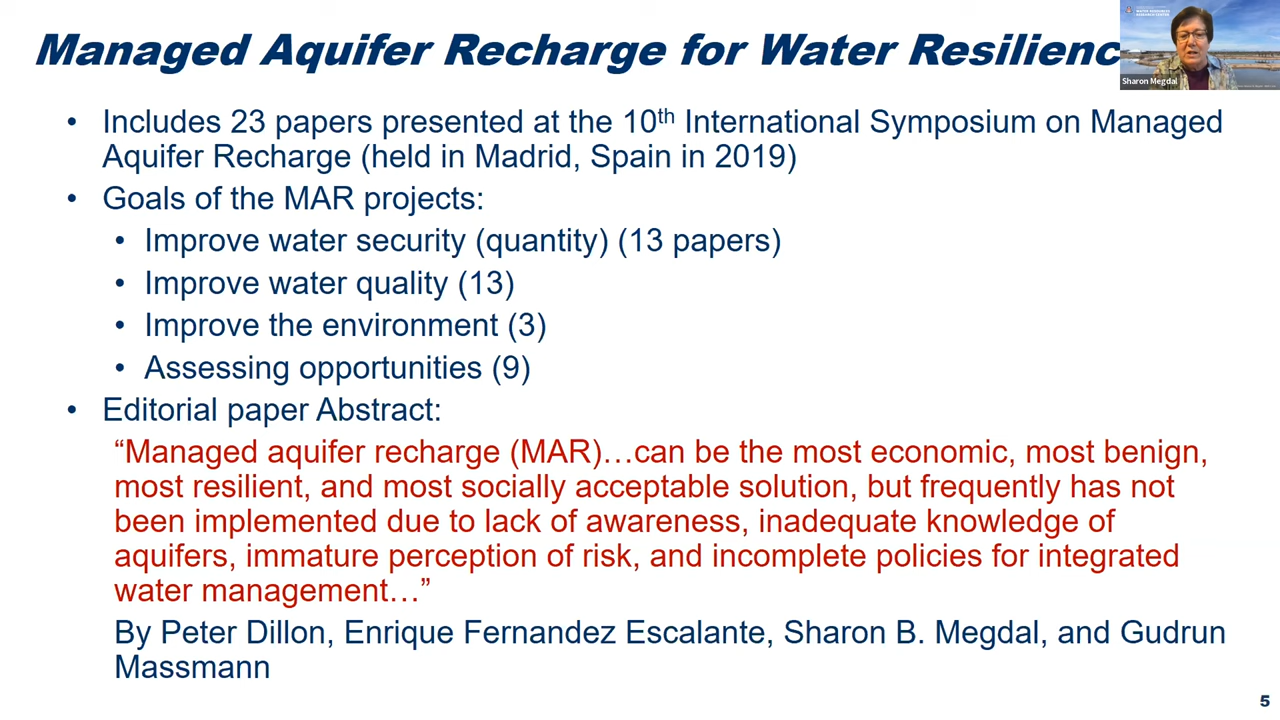 Managed Aquifer Recharge for Water Resilienc
WATER RESOURCES
RESEARCH CENTER
Sharon Megdal
• Includes 23 papers presented at the 10th International Symposium on Managed
Aquifer Recharge (held in Madrid, Spain in 2019)
• Goals of the MAR projects:
• Improve water security (quantity) (13 papers)
• Improve water quality (13)
• Improve the environment (3)
• Assessing opportunities (9)
• Editorial paper Abstract:
“Managed aquifer recharge (MAR)…can be the most economic, most benign,
most resilient, and most socially acceptable solution, but frequently has not
been implemented due to lack of awareness, inadequate knowledge of
aquifers, immature perception of risk, and incomplete policies for integrated
water management…”
By Peter Dillon, Enrique Fernandez Escalante, Sharon B. Megdal, and Gudrun
Massmann
5